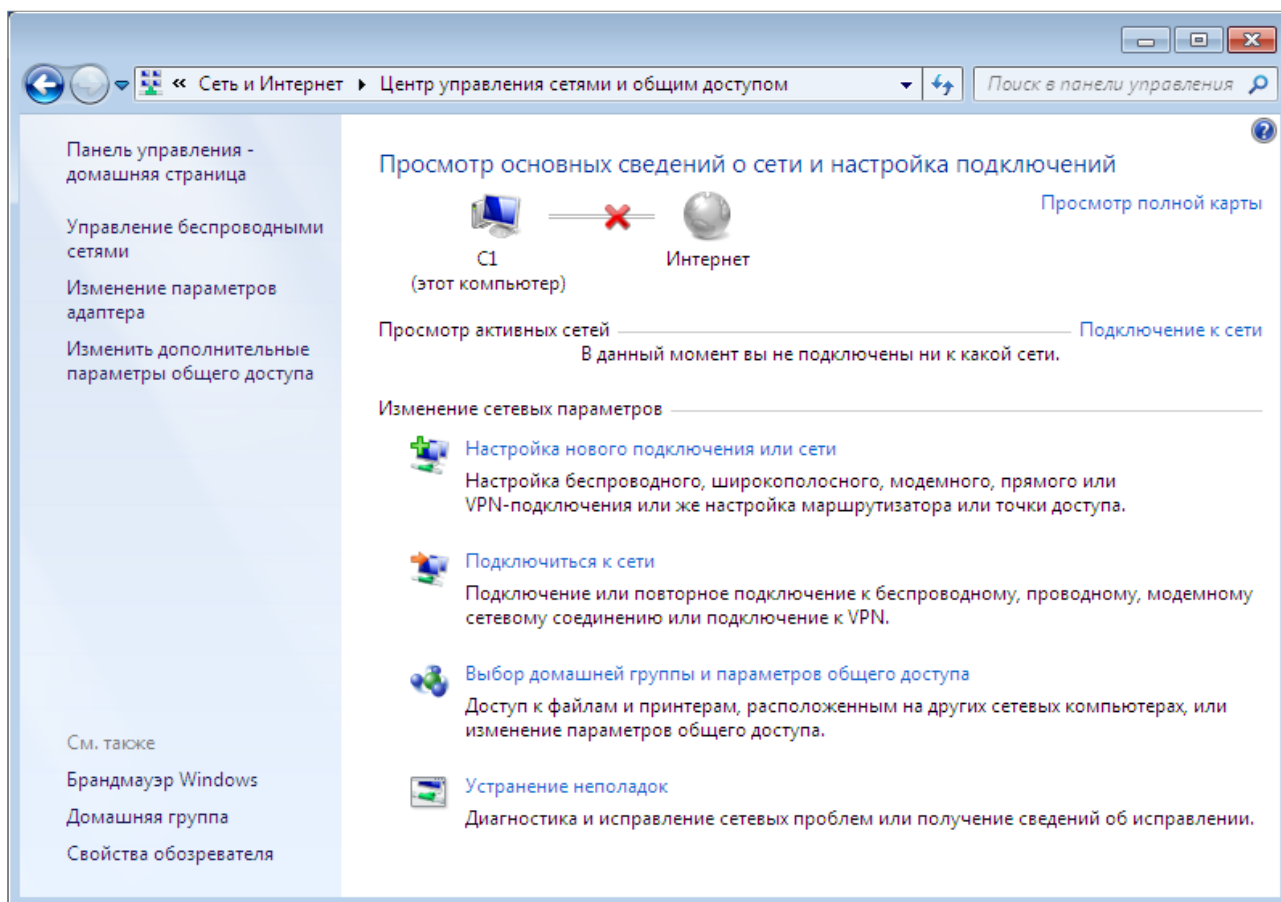 « Сеть и Интернет ▸ Центр управления сетями и общим доступом
Поиск в панели управления
Панель управления -
домашняя страница
Управление беспроводными
сетями
Изменение параметров
адаптера
Изменить дополнительные
параметры общего доступа
См. также
Брандмауэр Windows
Домашняя группа
Свойства обозревателя
Просмотр основных сведений о сети и настройка подключений
C1
(этот компьютер)
Интернет
Просмотр полной карты
Просмотр активных сетей
Подключение к сети
В данный момент вы не подключены ни к какой сети.
Изменение сетевых параметров
Настройка нового подключения или сети
Настройка беспроводного, широкополосного, модемного, прямого или
VPN-подключения или же настройка маршрутизатора или точки доступа.
Подключиться к сети
Подключение или повторное подключение к беспроводному, проводному, модемному
сетевому соединению или подключение к VPN.
Выбор домашней группы и параметров общего доступа
Доступ к файлам и принтерам, расположенным на других сетевых компьютерах, или
изменение параметров общего доступа.
Устранение неполадок
Диагностика и исправление сетевых проблем или получение сведений об исправлении.